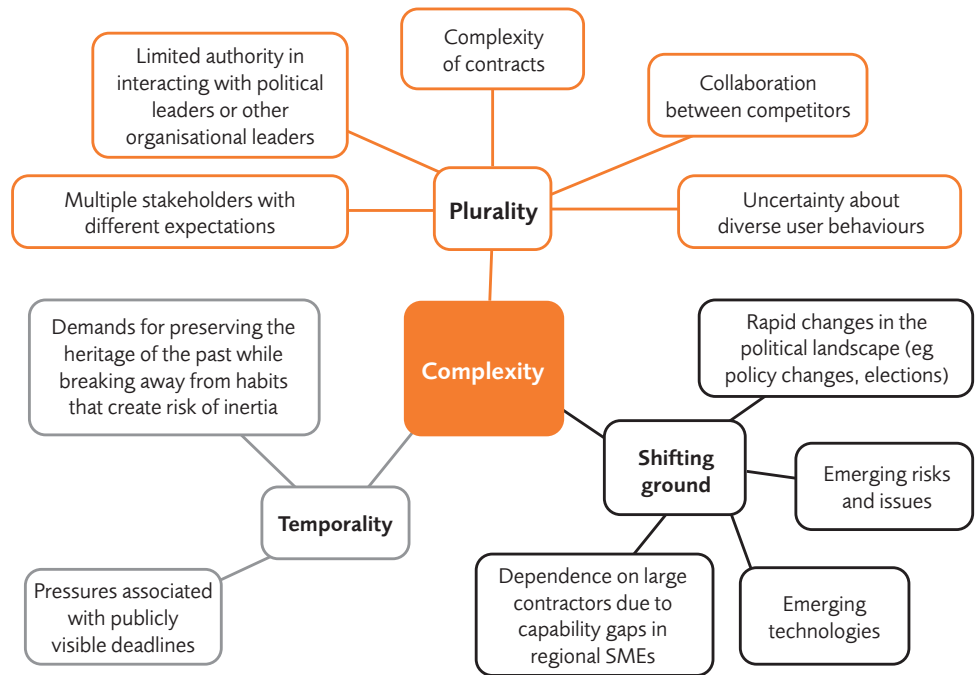 Limited authority in
interacting with political
leaders or other
organisational leaders
Complexity
of contracts
Collaboration
between competitors
Multiple stakeholders with
different expectations
Plurality
Uncertainty about
diverse user behaviours
Demands for preserving the
heritage of the past while
breaking away from habits
that create risk of inertia
Complexity
Rapid changes in the
political landscape (eg
policy changes, elections)
Shifting
ground
Emerging risks
and issues
Temporality
Pressures associated
with publicly
visible deadlines
Dependence on large
contractors due to
capability gaps in
regional SMEs
Emerging
technologies